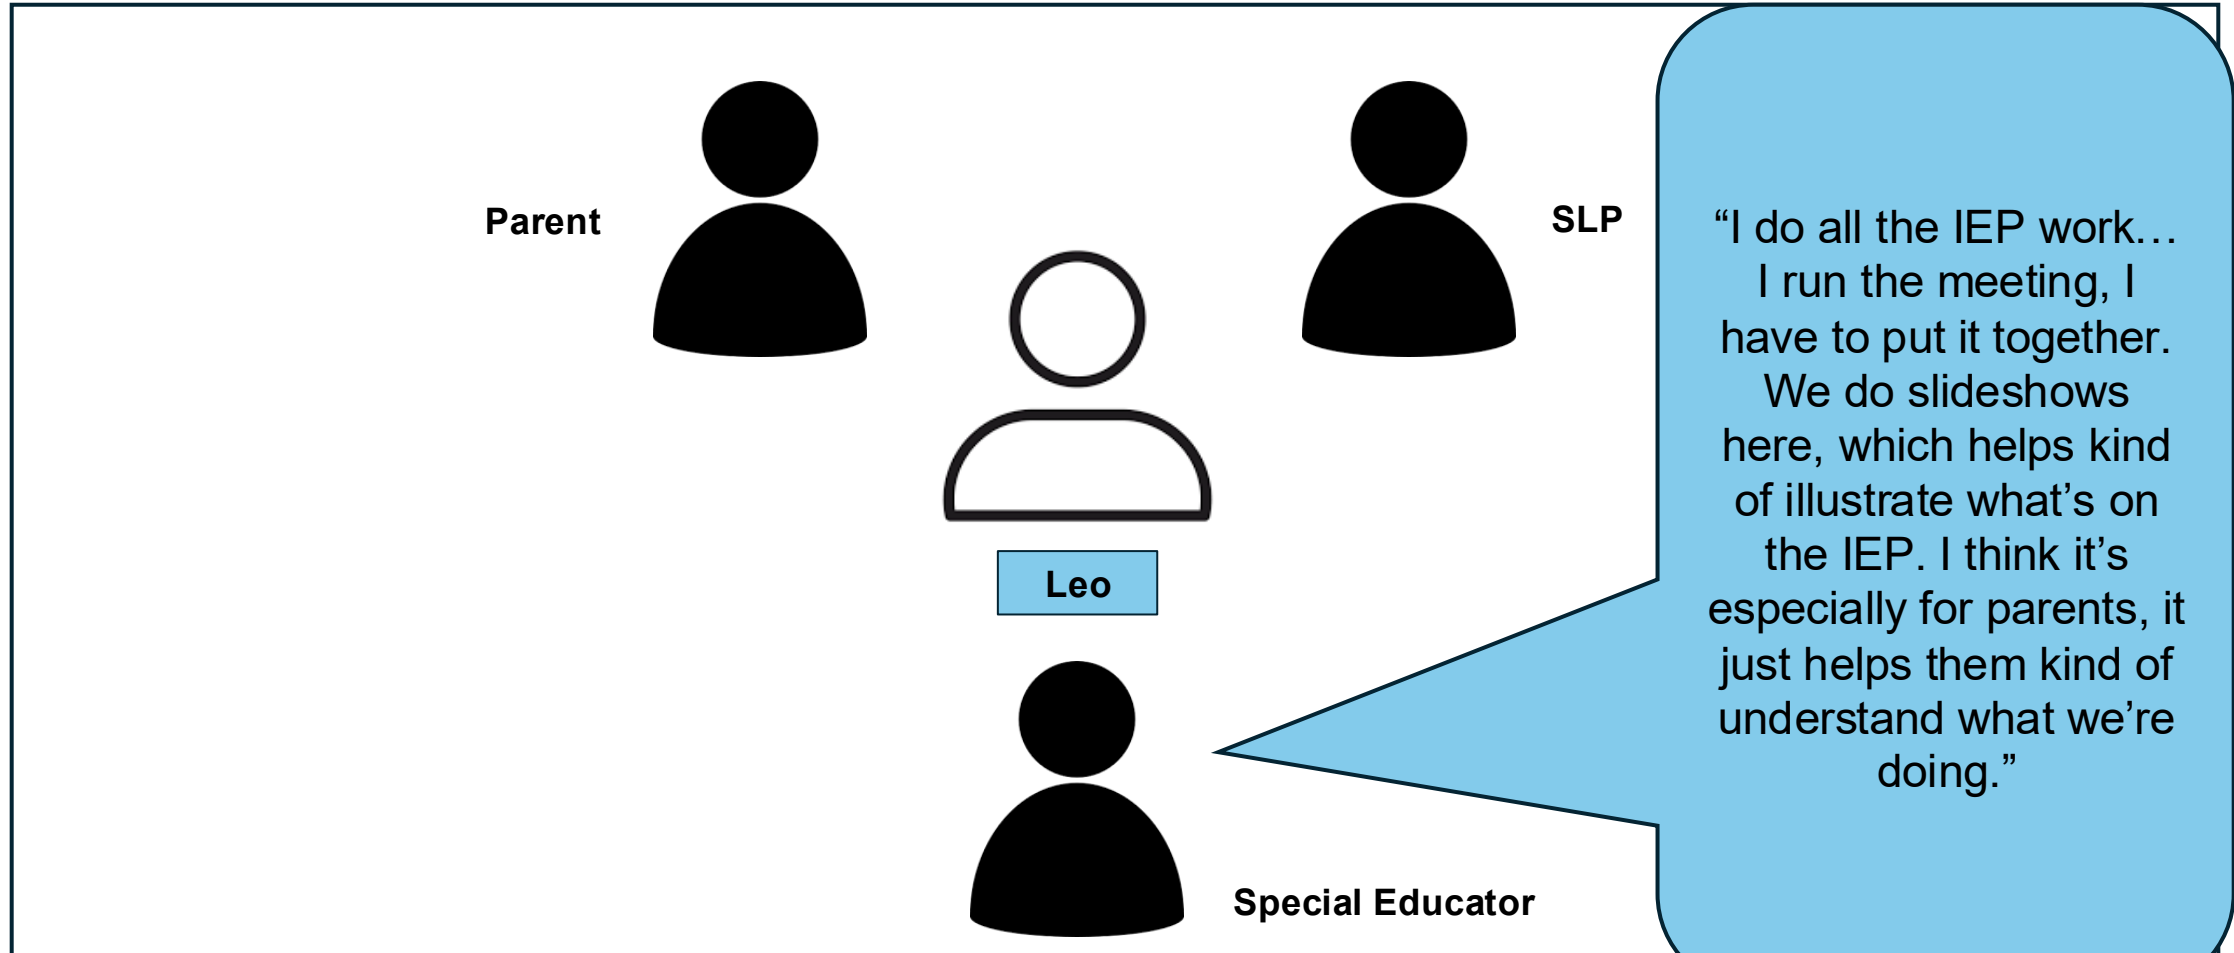 Parent
SLP
Leo
Special Educator
“I do all the IEP work…
I run the meeting, I
have to put it together.
We do slideshows
here, which helps kind
of illustrate what’s on
the IEP. I think it’s
especially for parents, it
just helps them kind of
understand what we’re
doing.”